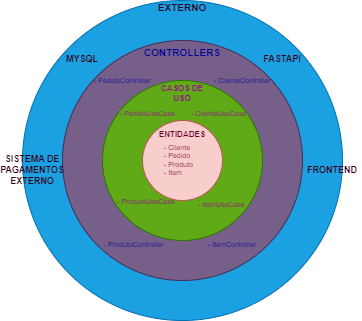 EXTERNO
CONTROLLERS
MYSQL
FASTAPI
- PedidoController
- ClienteController
CASOS DE
USO
- PedidoUseCase
- ClienteUseCase
ENTIDADES
- Cliente
- Pedido
- Produto
- Item
SISTEMA DE
PAGAMENTOS
EXTERNO
FRONTEND
- ProdutoUseCase
- ItemUseCase
- ProdutoController
- ItemController